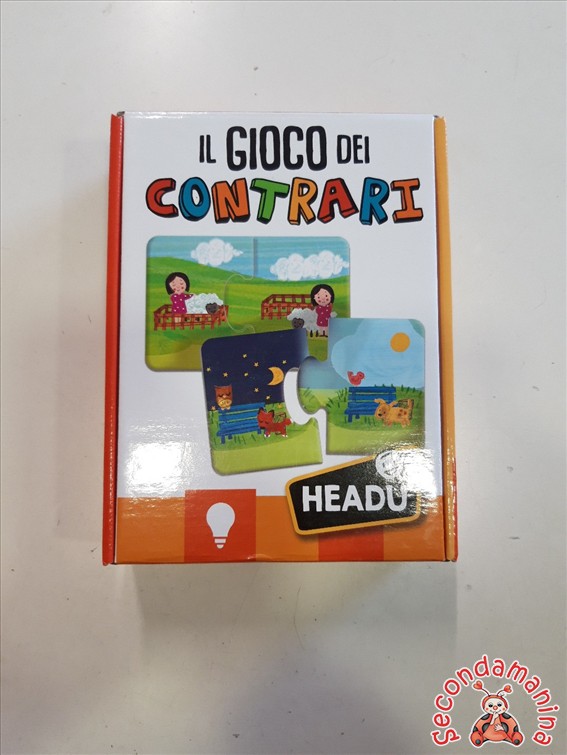 IL GIOCO DEI
CONTRARI
HEADU
Secondamanina